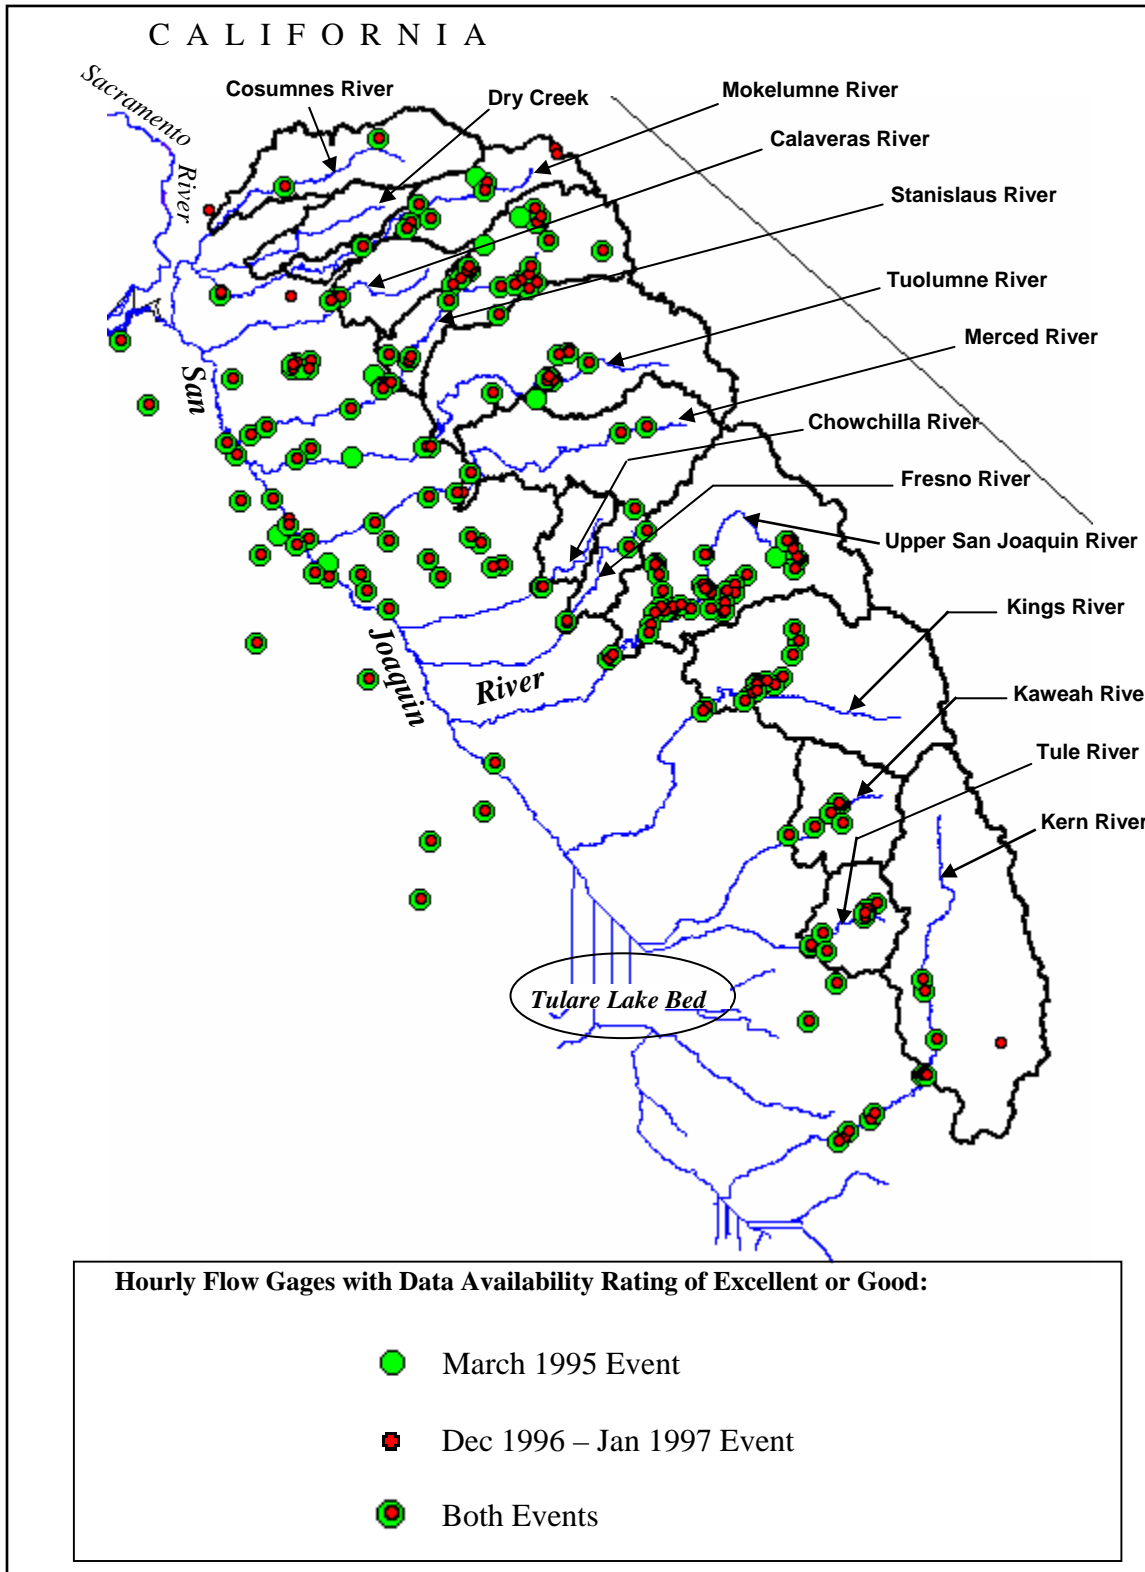 CALIFORNIA
Sacramento
River
Cosumnes River
Dry Creek
Mokelumne River
Calaveras River
Stanislaus River
Tuolumne River
Merced River
Chowchilla River
Fresno River
Upper San Joaquin River
Kings River
Kaweah Rive
Tule River
Kern River
San
Joaquin
River
Tulare Lake Bed
Hourly Flow Gages with Data Availability Rating of Excellent or Good:
March 1995 Event
Dec 1996 – Jan 1997 Event
Both Events